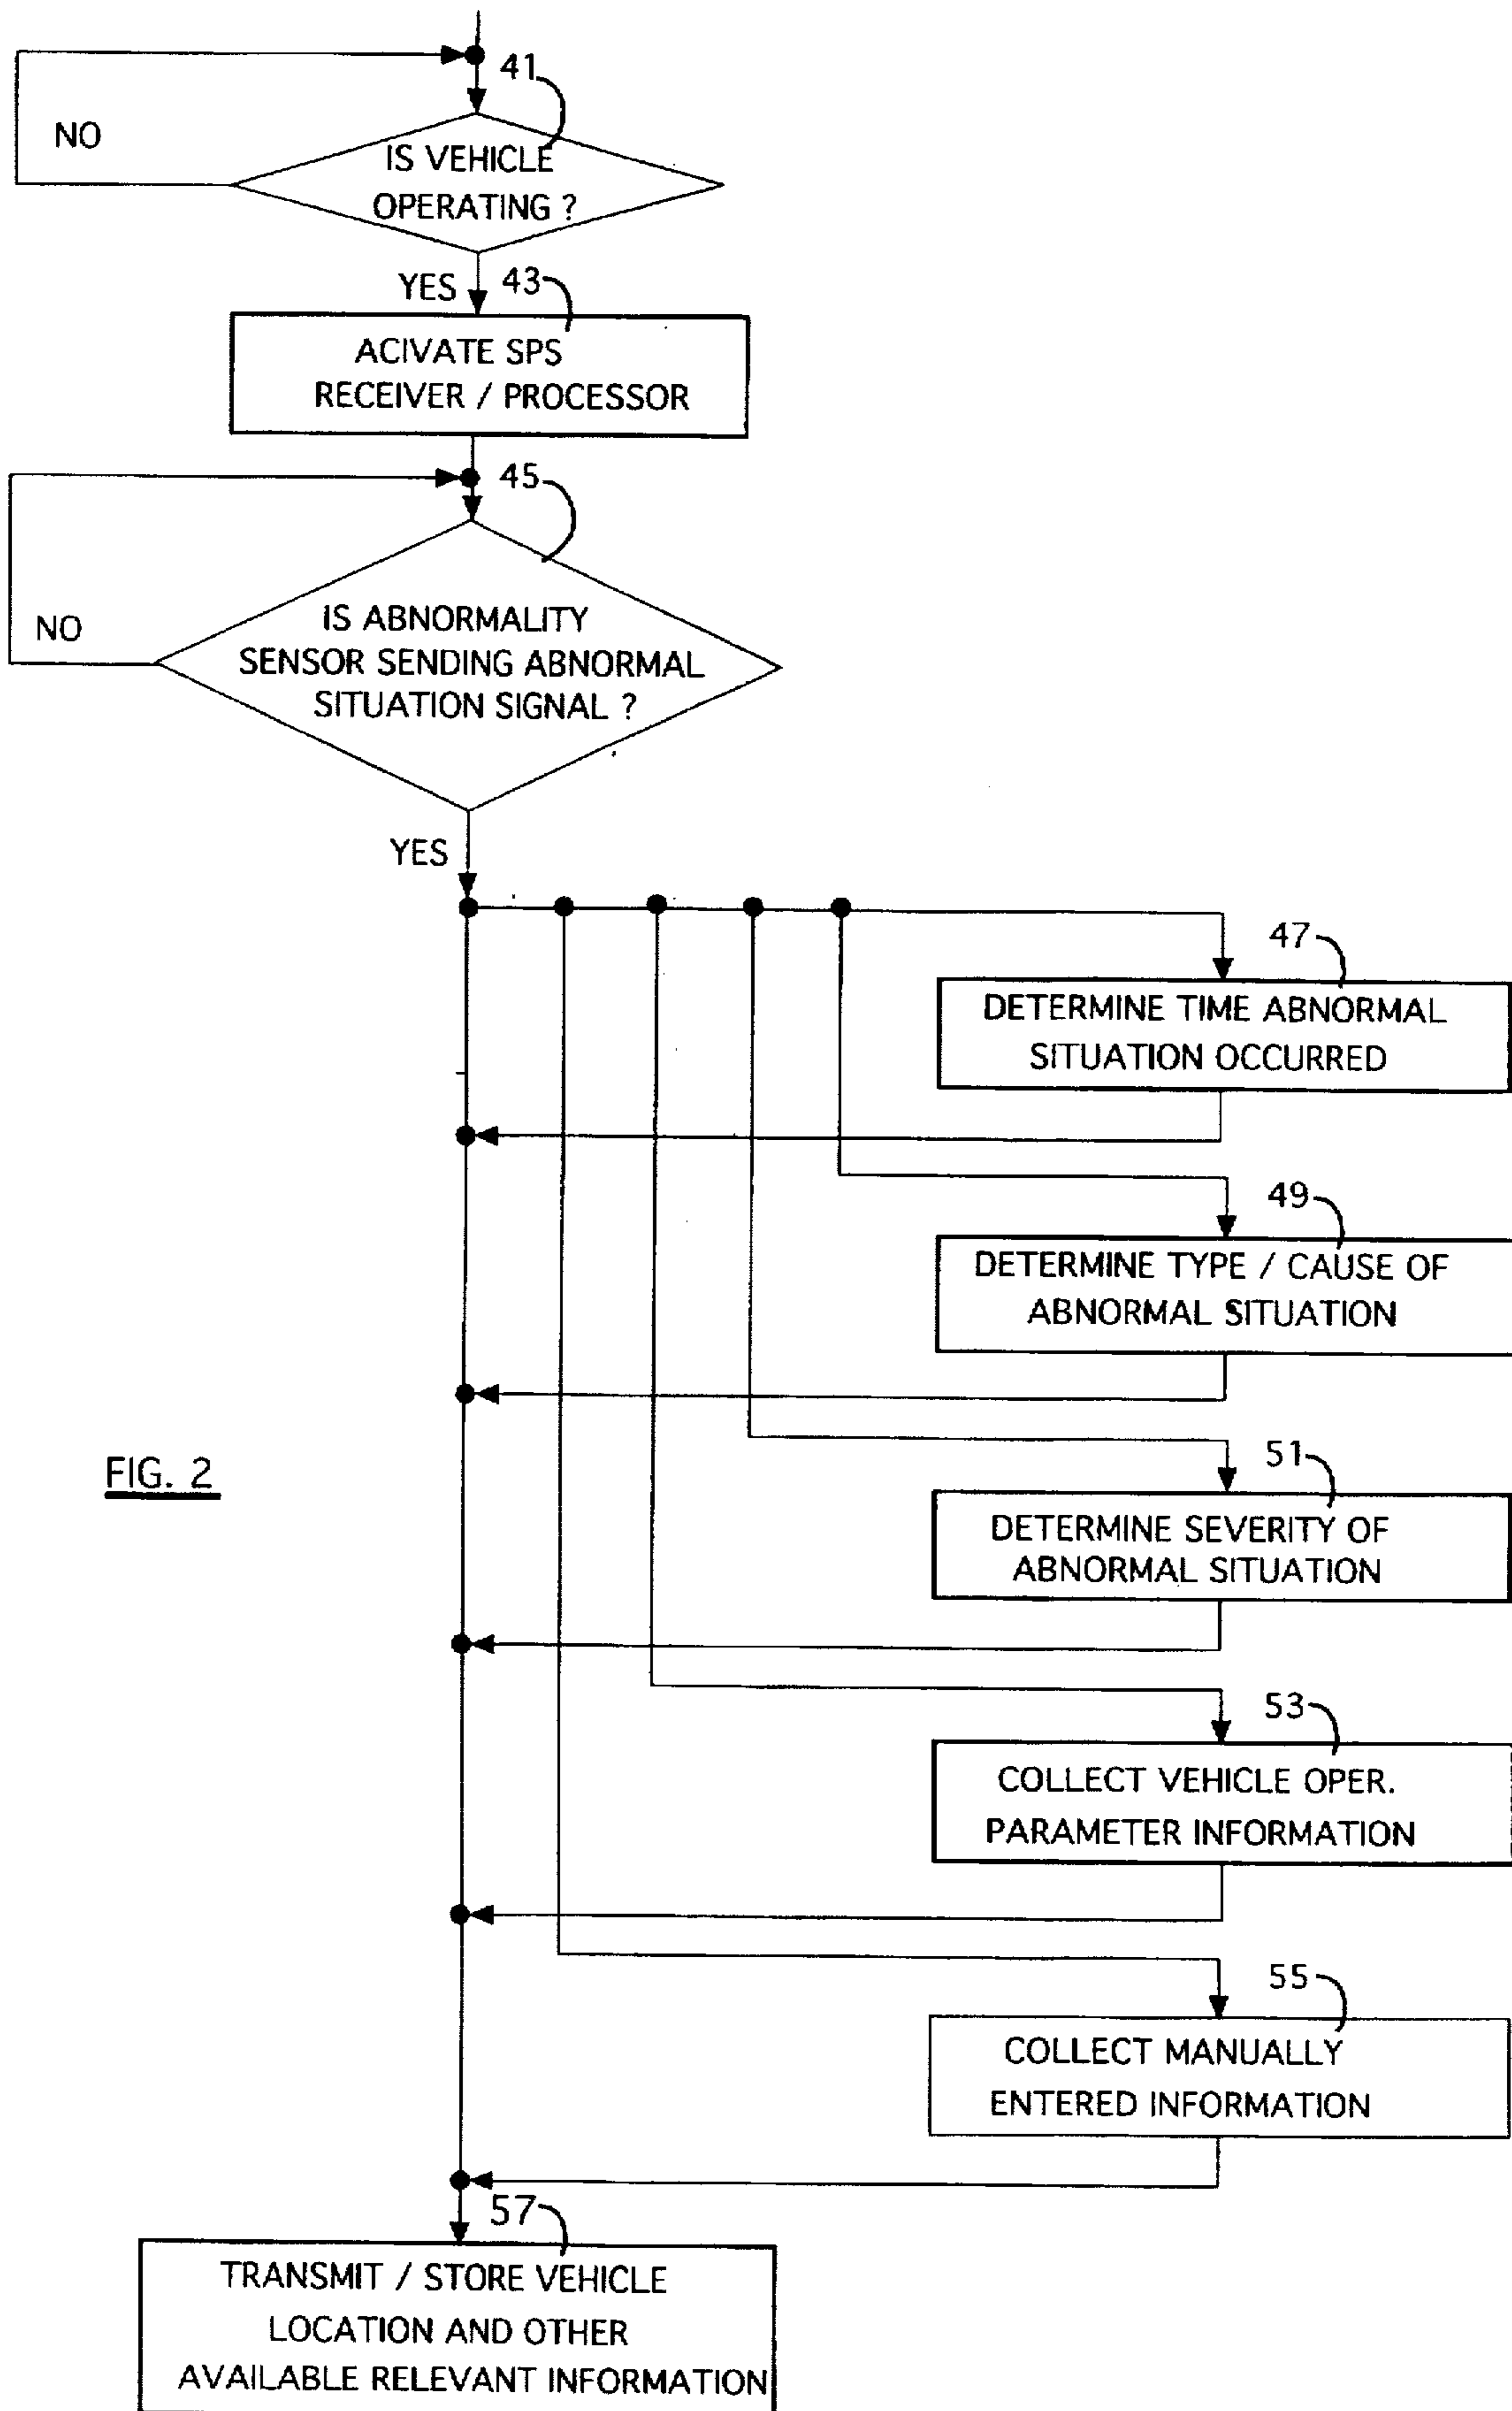 41
NO
IS VEHICLE
OPERATING ?
YES
43
ACIVATE SPS
RECEIVER / PROCESSOR
45
NO
IS ABNORMALITY
SENSOR SENDING ABNORMAL
SITUATION SIGNAL ?
YES
47
DETERMINE TIME ABNORMAL
SITUATION OCCURRED
49
DETERMINE TYPE / CAUSE OF
ABNORMAL SITUATION
FIG. 2
51
DETERMINE SEVERITY OF
ABNORMAL SITUATION
53
COLLECT VEHICLE OPER.
PARAMETER INFORMATION
55
COLLECT MANUALLY
ENTERED INFORMATION
57
TRANSMIT / STORE VEHICLE
LOCATION AND OTHER
AVAILABLE RELEVANT INFORMATION